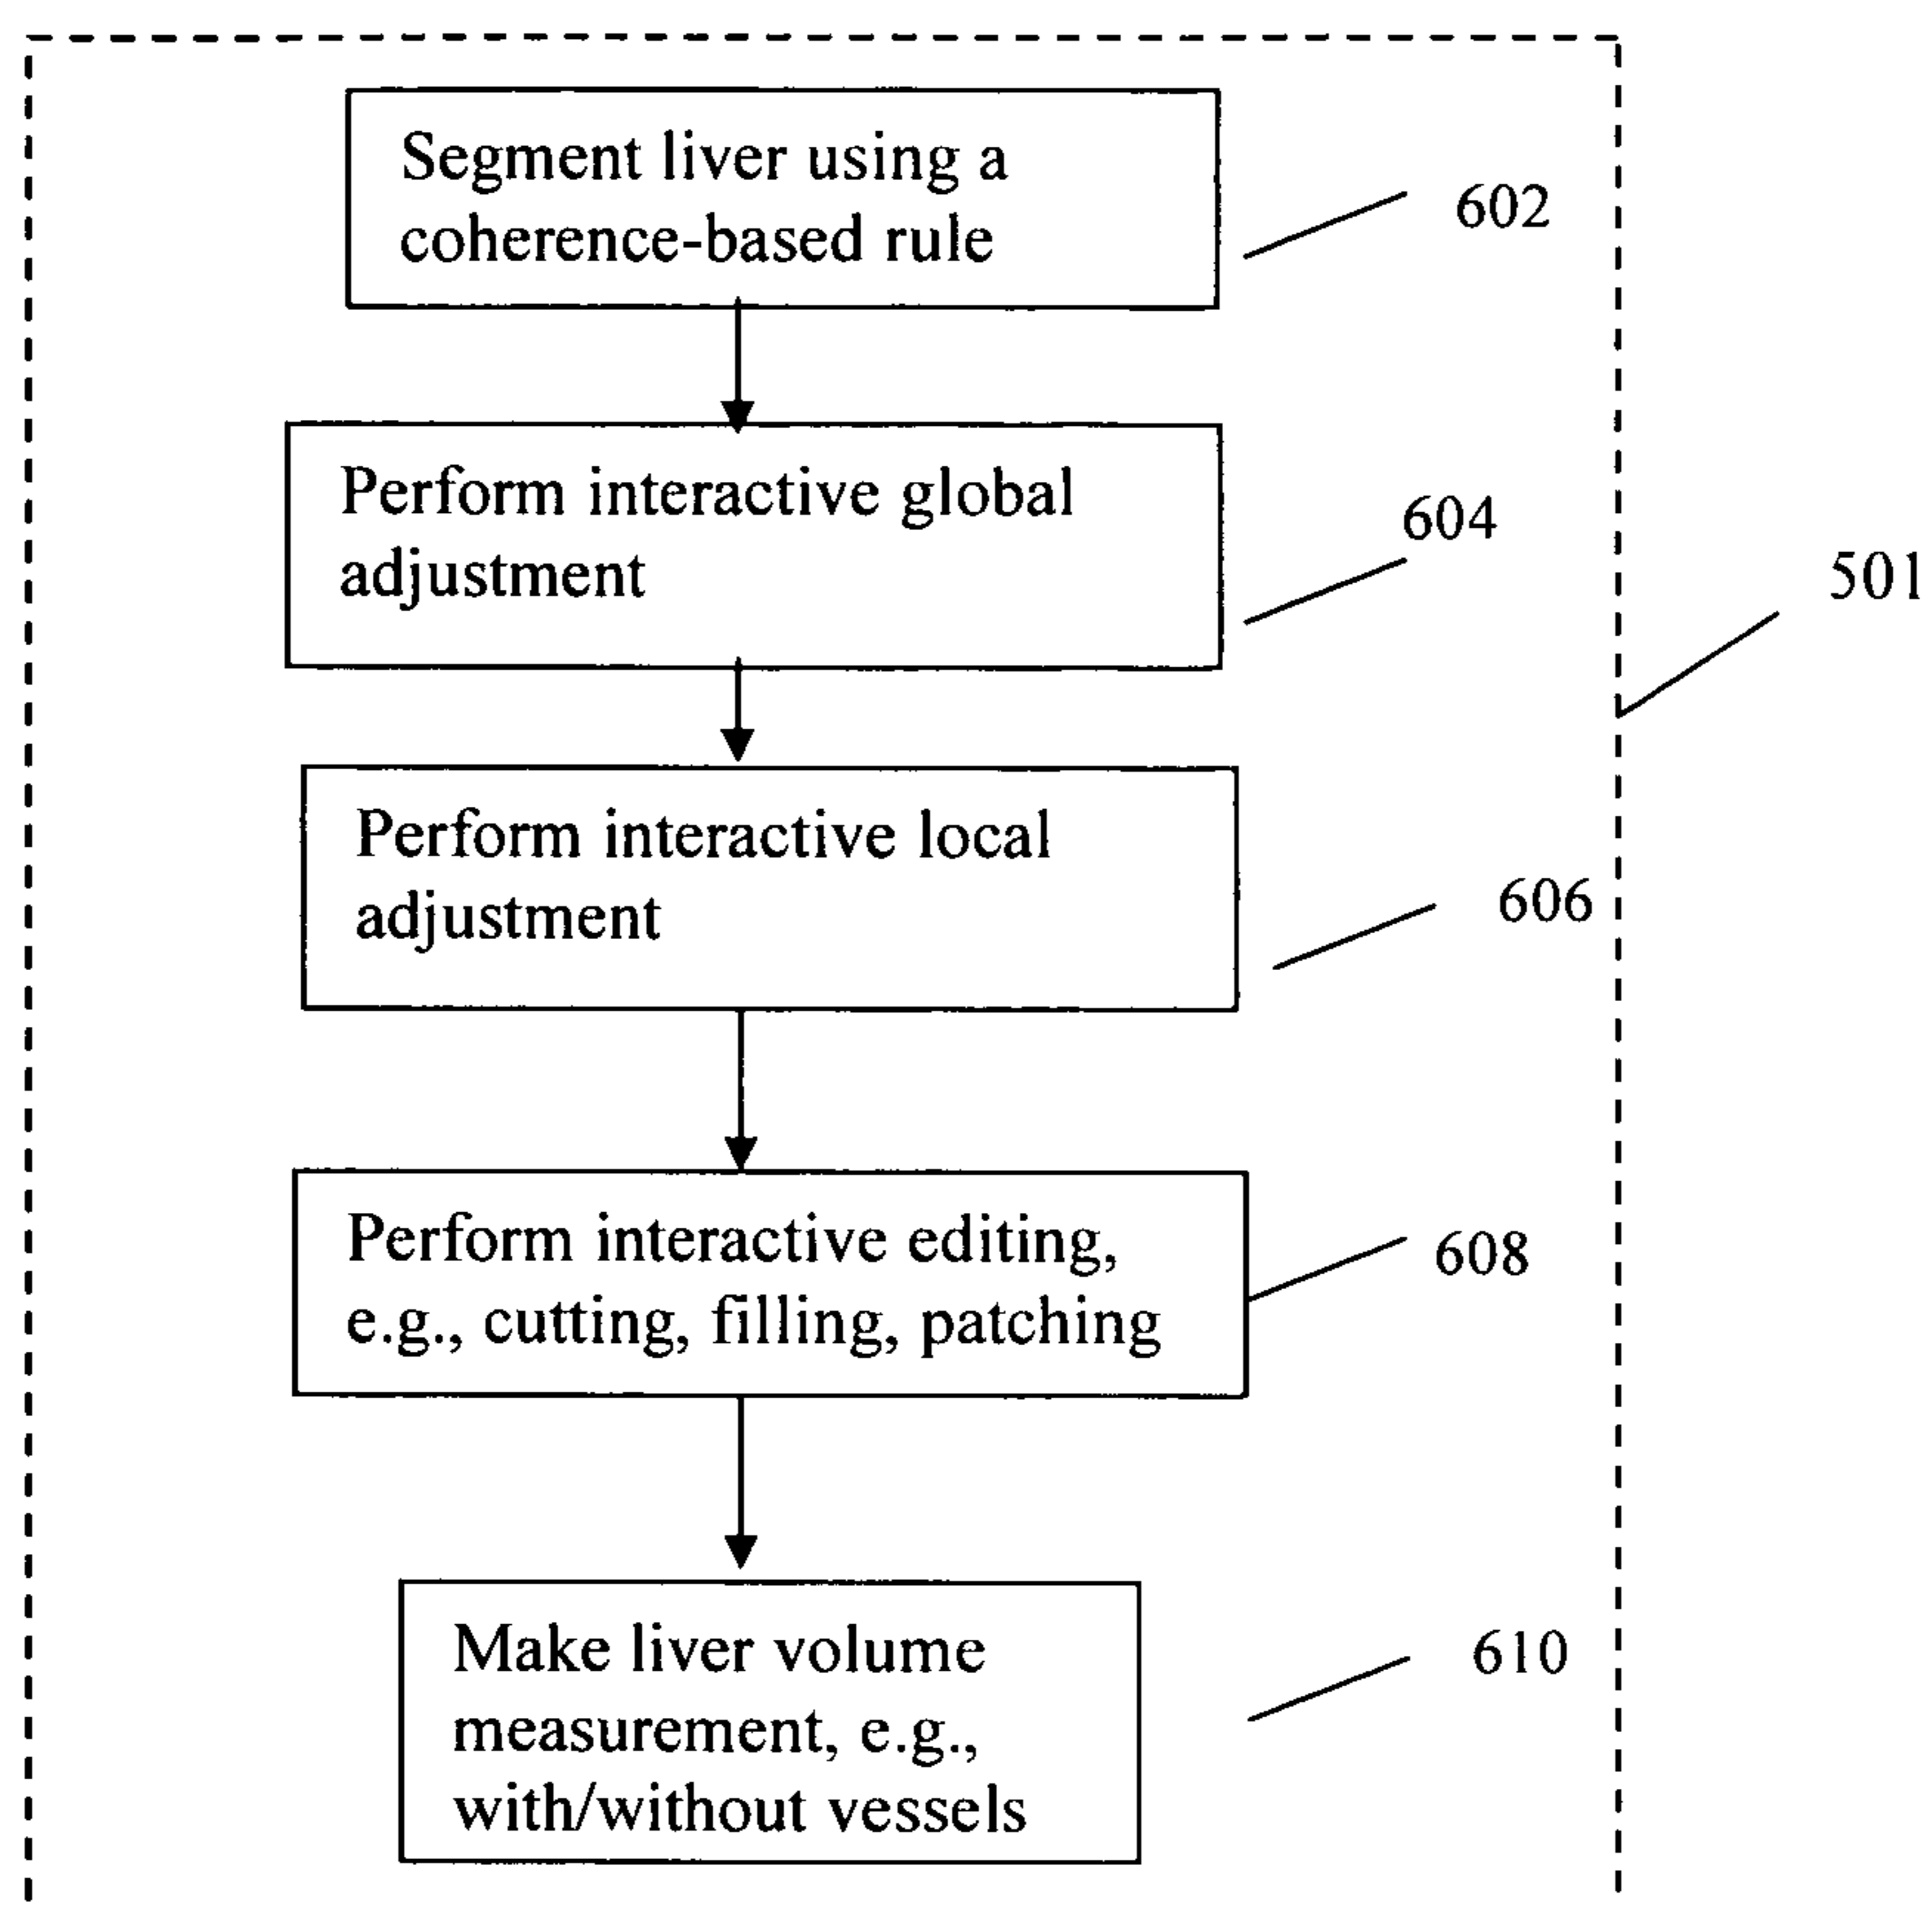 Segment liver using a
coherence-based rule
602
Perform interactive global
adjustment
604
501
Perform interactive local
adjustment
606
Perform interactive editing,
e.g., cutting, filling, patching
608
Make liver volume
measurement, e.g.,
with/without vessels
610